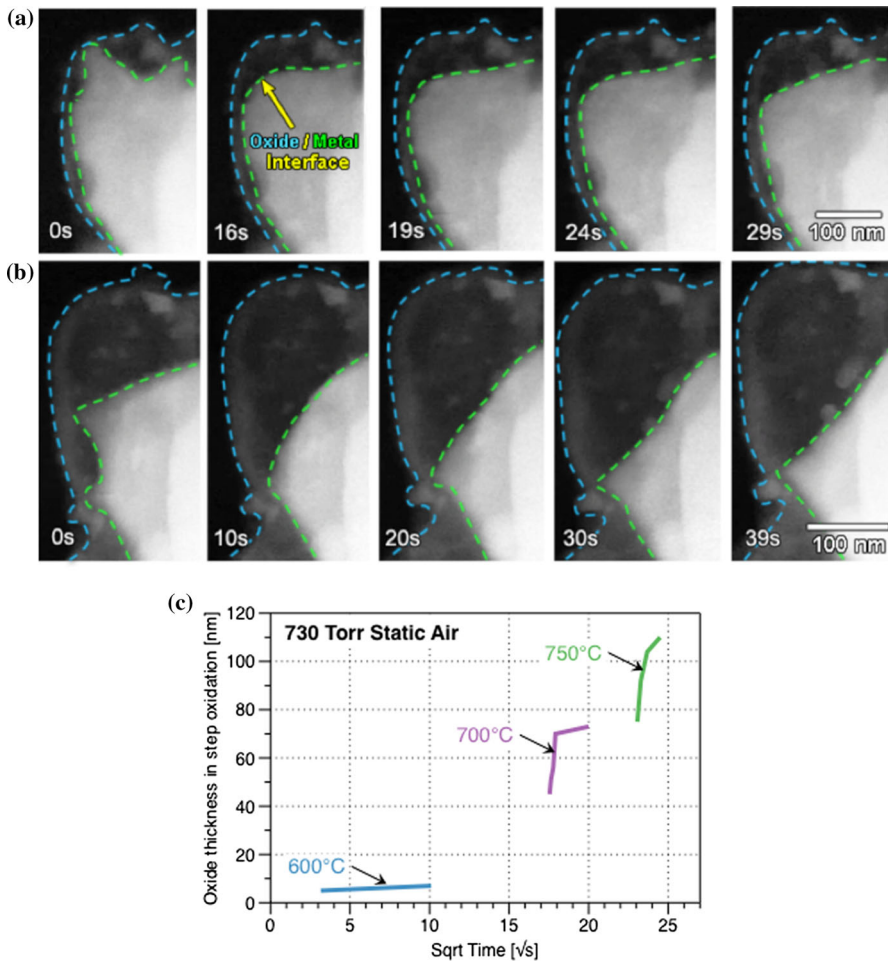 (a)
0s
16s
19s
24s
29s
Oxide / Metal
Interface
100 nm
(b)
0s
10s
20s
30s
39s
100 nm
(c)
730 Torr Static Air
Oxide thickness in step oxidation [nm]
120
100
80
60
40
20
0
750°C
700°C
600°C
0
5
10
15
20
25
Sqrt Time [√s]